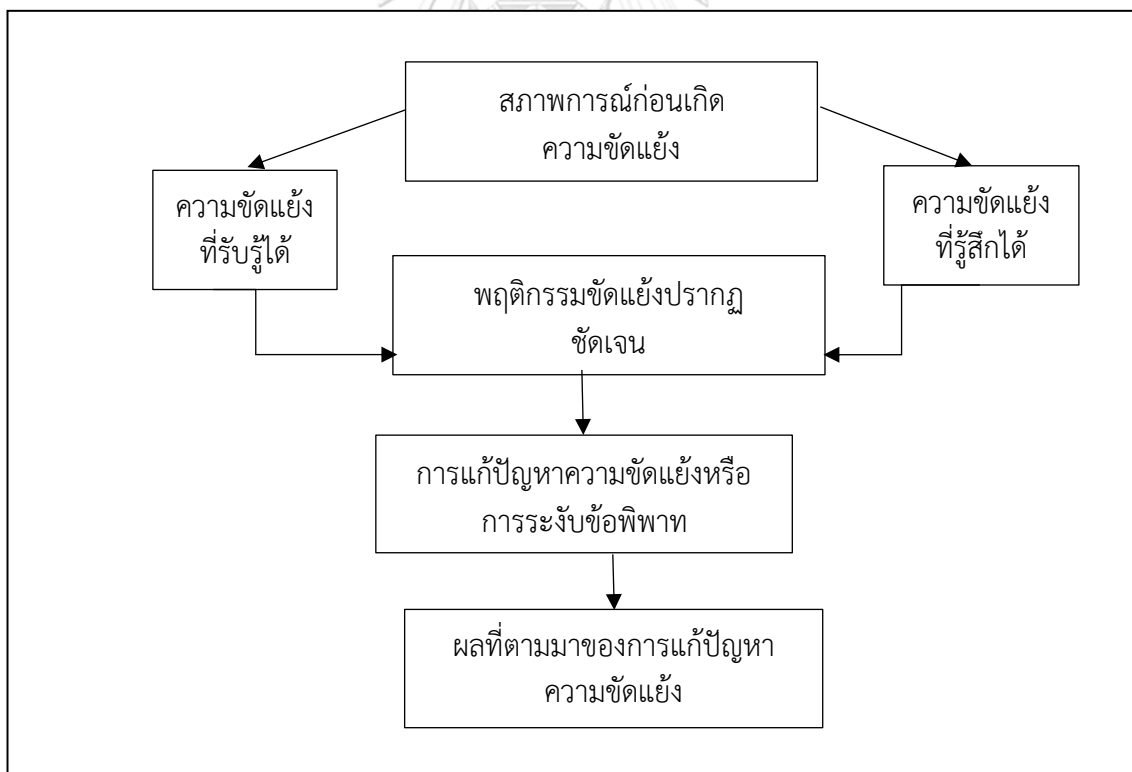 สภาพการณ์ก่อนเกิด
ความขัดแย้ง
ความขัดแย้ง
ที่รับรู้ได้
ความขัดแย้ง
ที่รู้สึกได้
พฤติกรรมขัดแย้งปรากฏ
ชัดเจน
การแก้ปัญหาความขัดแย้งหรือ
การระงับข้อพิพาท
ผลที่ตามมาของการแก้ปัญหา
ความขัดแย้ง